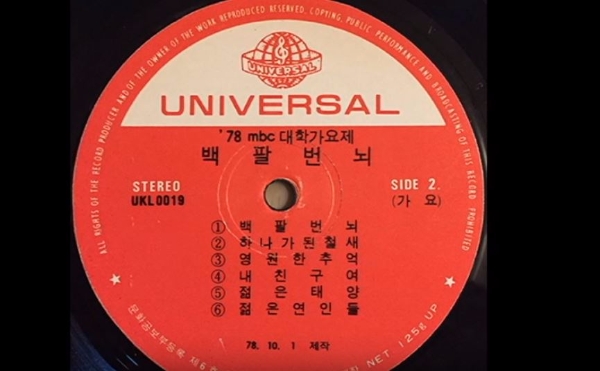 ALL RIGHTS OF THE RECORD PRODUCER AND OF THE OWNER OF THE WORK REPRODUCED RESERVED, COPYING, PUBLIC PERFORMANCE AND BROADCASTING OF THIS RECORD PROHIBITED
UNIVERSAL
UNIVERSAL
'78 mbc 대학가요제
백 팔 번 뇌
STEREO
UKL0019
SIDE 2.
(가 요)
① 백 팔 번 뇌
② 하나가된철새
③ 영원한추억
④ 내 친 구 여
⑤ 젊은태양
⑥ 젊은연인들
78. 10. 1 제작
NET 125g UP